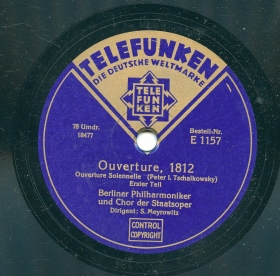 TELEFUNKEN
DIE DEUTSCHE WELTMARKE
TELE
FUN
KEN
78 Umdr.
18477
Bestell-Nr.
E 1157
Ouverture, 1812
Ouverture Solennelle (Peter I. Tschaikowsky)
Erster Teil
Berliner Philharmoniker
und Chor der Staatsoper
Dirigent: S. Meyrowitz
CONTROL
COPYRIGHT